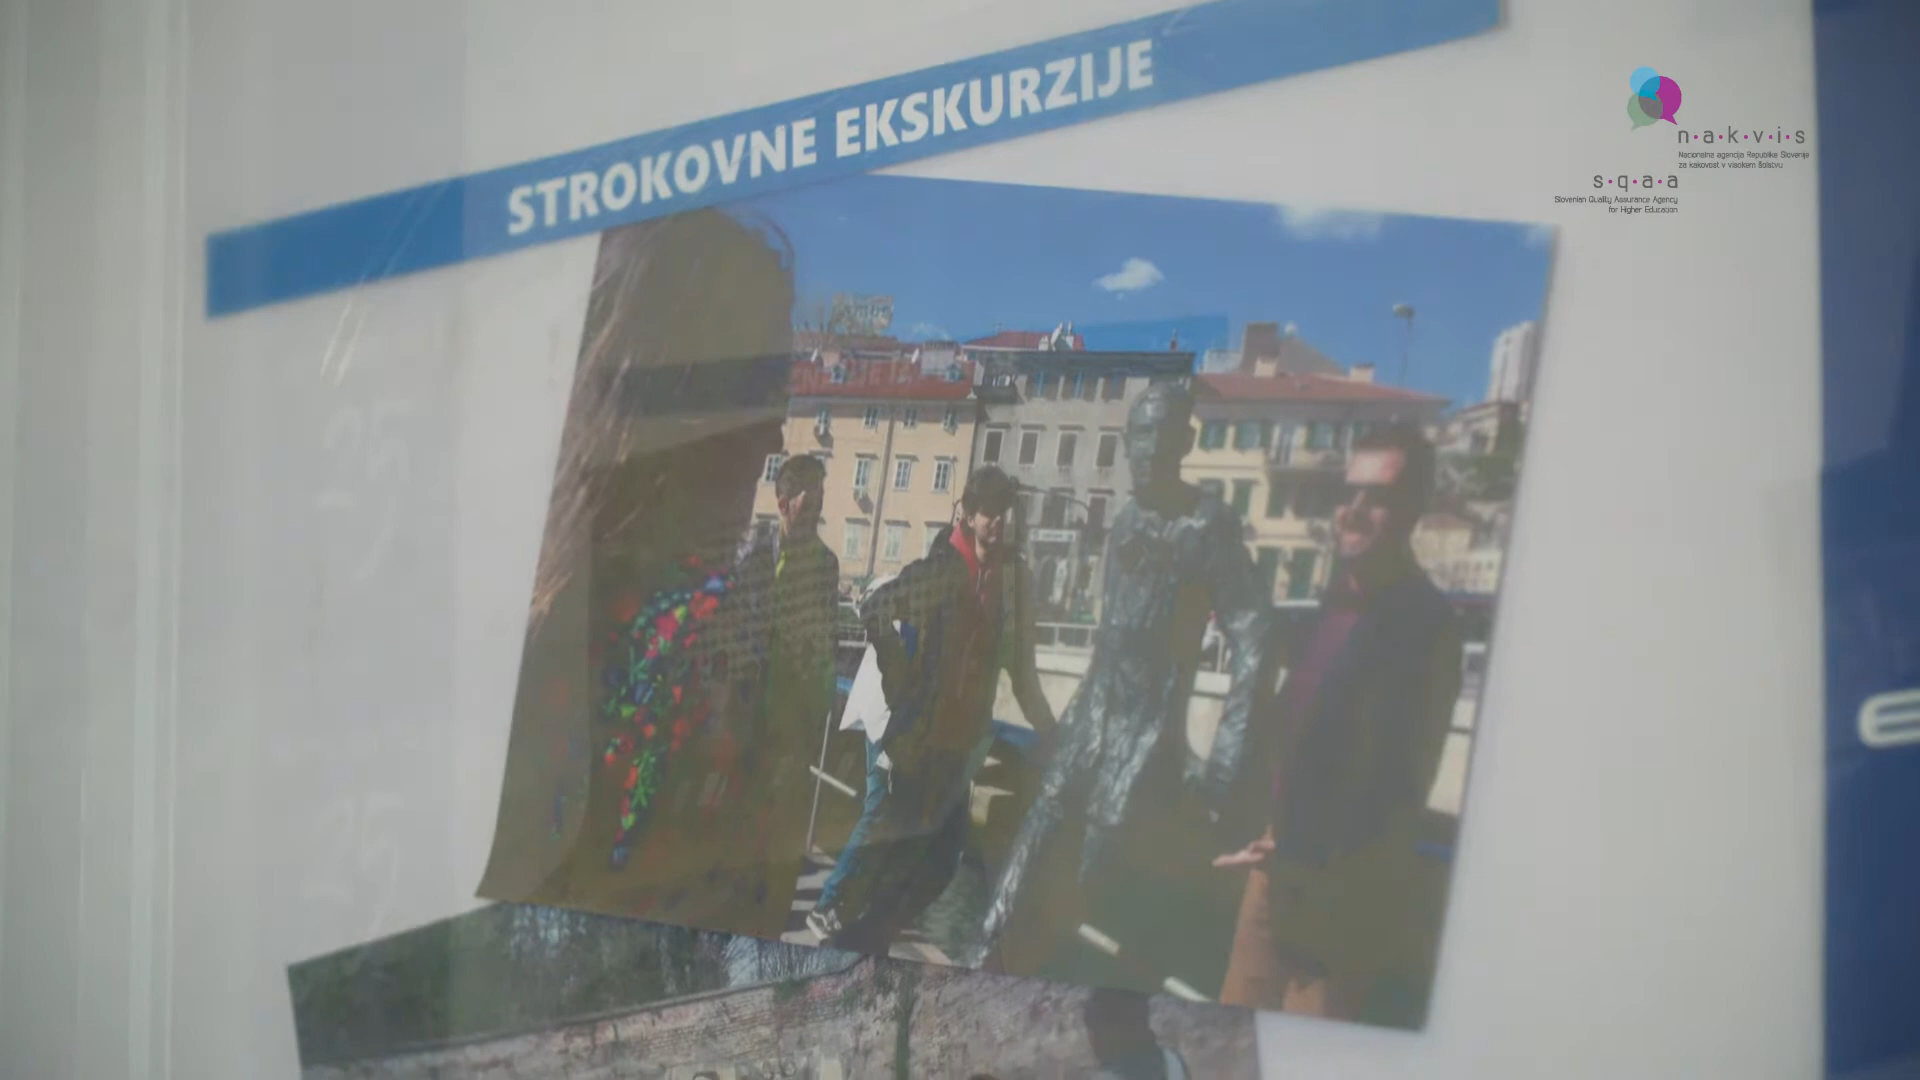 STROKOVNE EKSKURZIJE
n·a·k·v·i·s
Nacionalna agencija Republike Slovenije
za kakovost v visokem šolstvu
s·q·a·a
Slovenian Quality Assurance Agency
for Higher Education